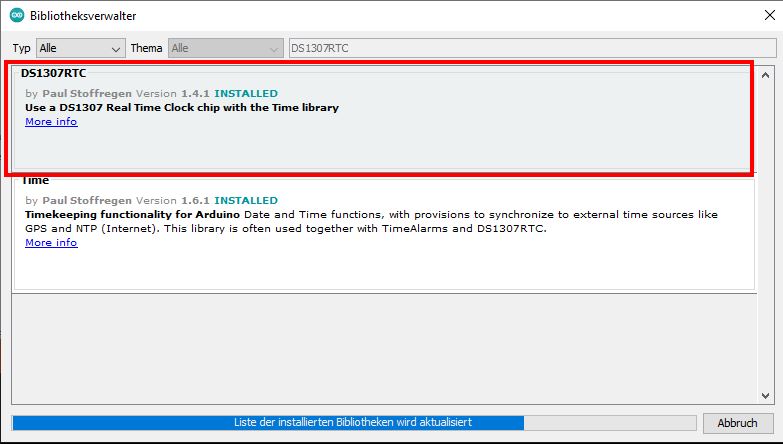 Bibliotheksverwalter
Typ Alle Thema Alle DS1307RTC
DS1307RTC
by Paul Stoffregen Version 1.4.1 INSTALLED
Use a DS1307 Real Time Clock chip with the Time library
More info
Time
by Paul Stoffregen Version 1.6.1 INSTALLED
Timekeeping functionality for Arduino Date and Time functions, with provisions to synchronize to external time sources like
GPS and NTP (Internet). This library is often used together with TimeAlarms and DS1307RTC.
More info
Liste der installierten Bibliotheken wird aktualisiert
Abbruch